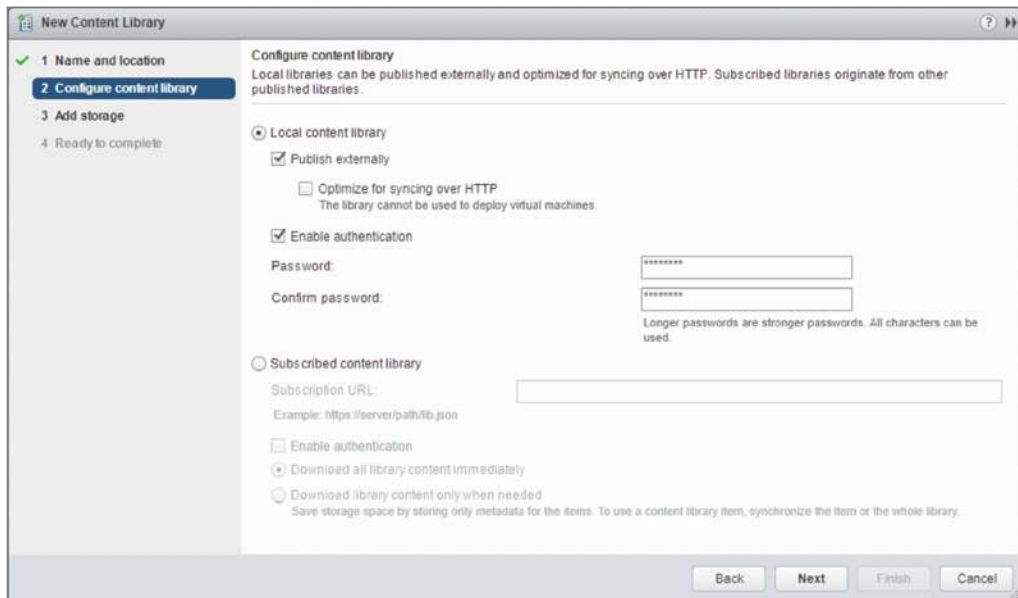 New Content Library
?
1 Name and location
2 Configure content library
3 Add storage
4 Ready to complete
Configure content library
Local libraries can be published externally and optimized for syncing over HTTP. Subscribed libraries originate from other
published libraries.
Local content library
Publish externally
Optimize for syncing over HTTP
The library cannot be used to deploy virtual machines.
Enable authentication
Password: ********
Confirm password: ********
Longer passwords are stronger passwords. All characters can be
used.
Subscribed content library
Subscription URL:
Example: https://server/path/lib.json
Enable authentication
Download all library content immediately
Download library content only when needed
Save storage space by storing only metadata for the items. To use a content library item, synchronize the item or the whole library.
Back Next Finish Cancel